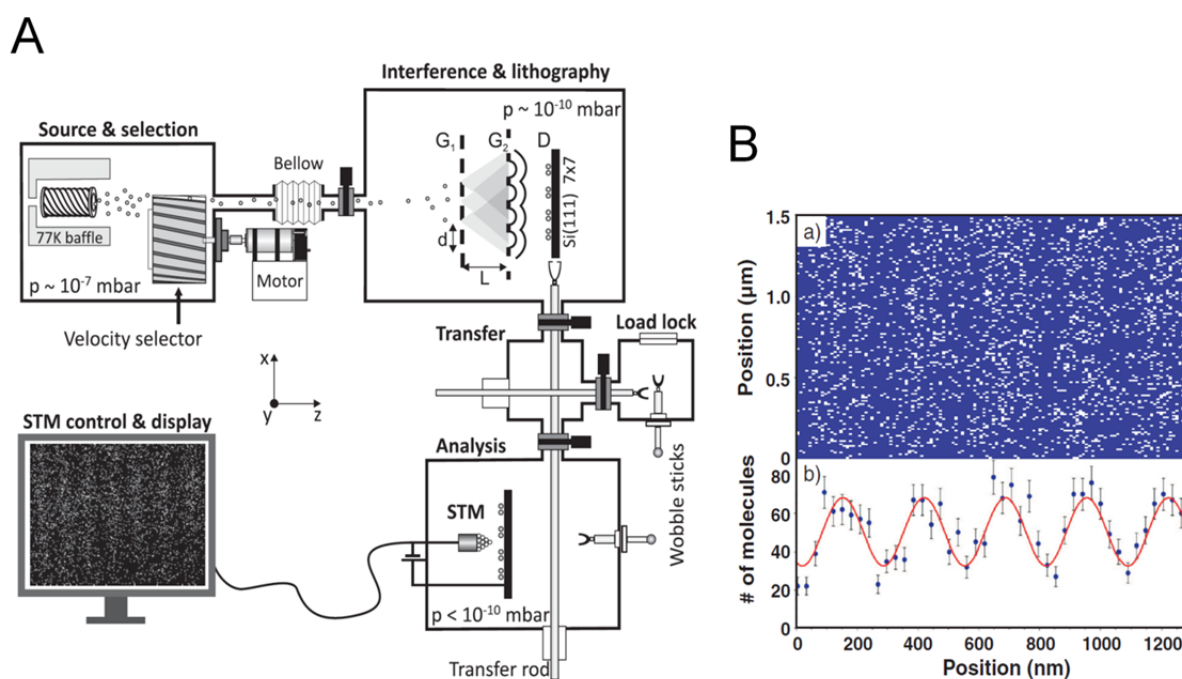 A
Interference & lithography
p ~ 10⁻¹⁰ mbar
Source & selection
Bellow
G₁ G₂ D
Si(111) 7x7
77K baffle
d
L
p ~ 10⁻⁷ mbar
Motor
Velocity selector
Transfer
Load lock
x
y z
STM control & display
Analysis
STM
Wobble sticks
p < 10⁻¹⁰ mbar
Transfer rod
B
a)
Position (µm)
1.5
1.0
0.5
0
b)
# of molecules
80
60
40
20
0
0 200 400 600 800 1000 1200
Position (nm)